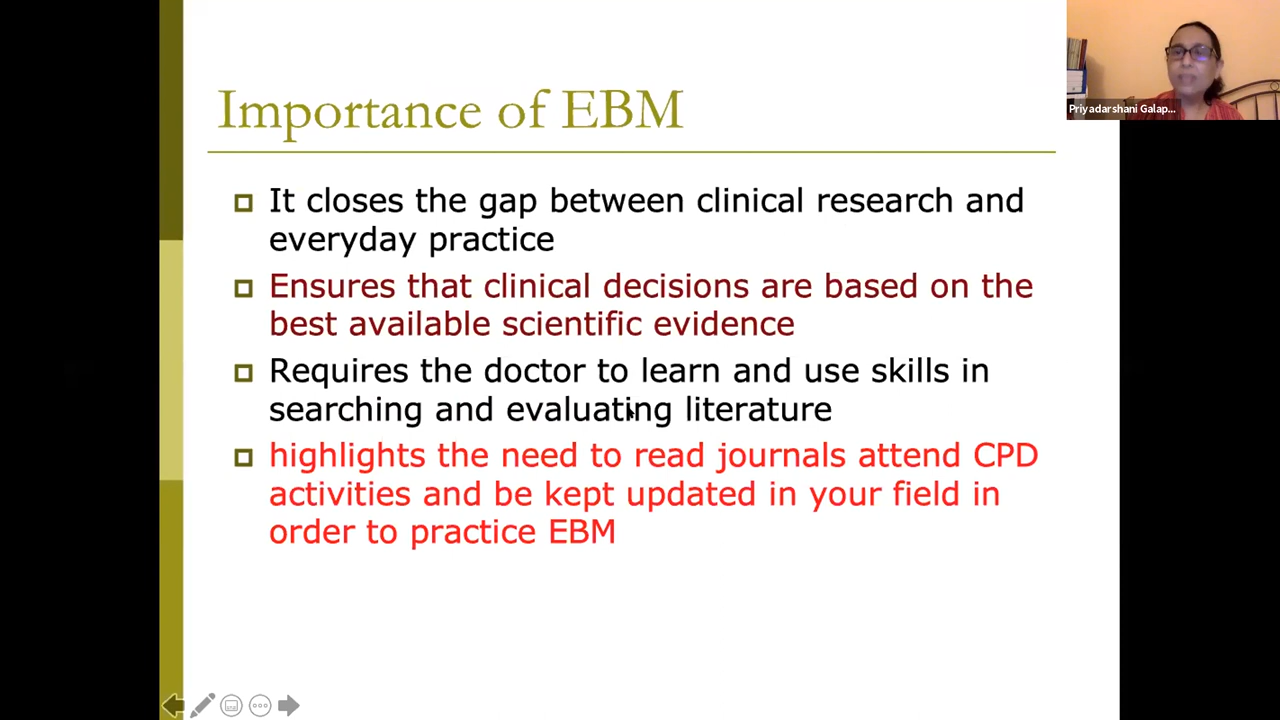 Importance of EBM
It closes the gap between clinical research and
everyday practice
Ensures that clinical decisions are based on the
best available scientific evidence
Requires the doctor to learn and use skills in
searching and evaluating literature
highlights the need to read journals attend CPD
activities and be kept updated in your field in
order to practice EBM
Priyadarshani Galap...